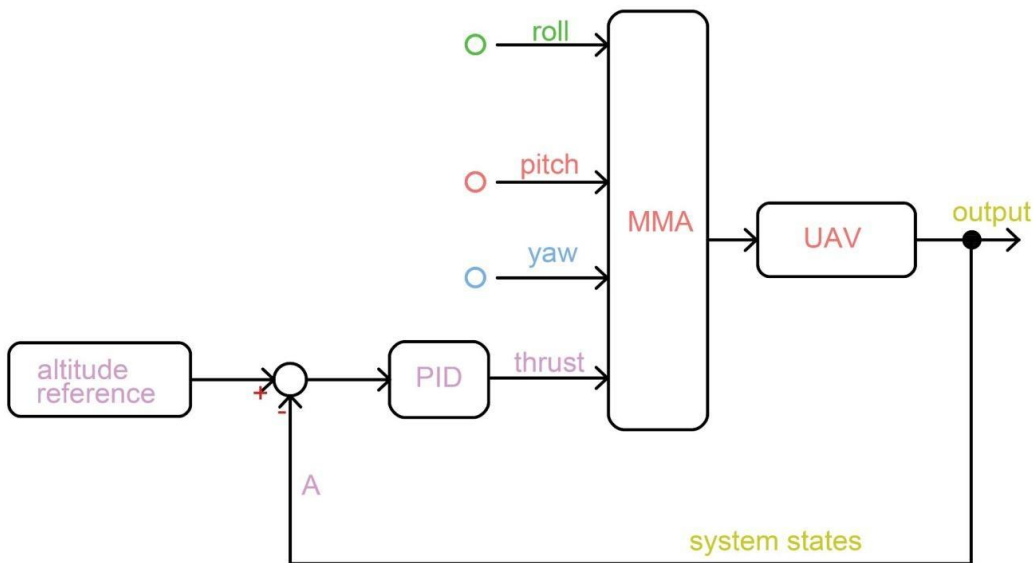 roll
pitch
MMA
UAV
output
yaw
altitude
reference
+
-
PID
thrust
A
system states